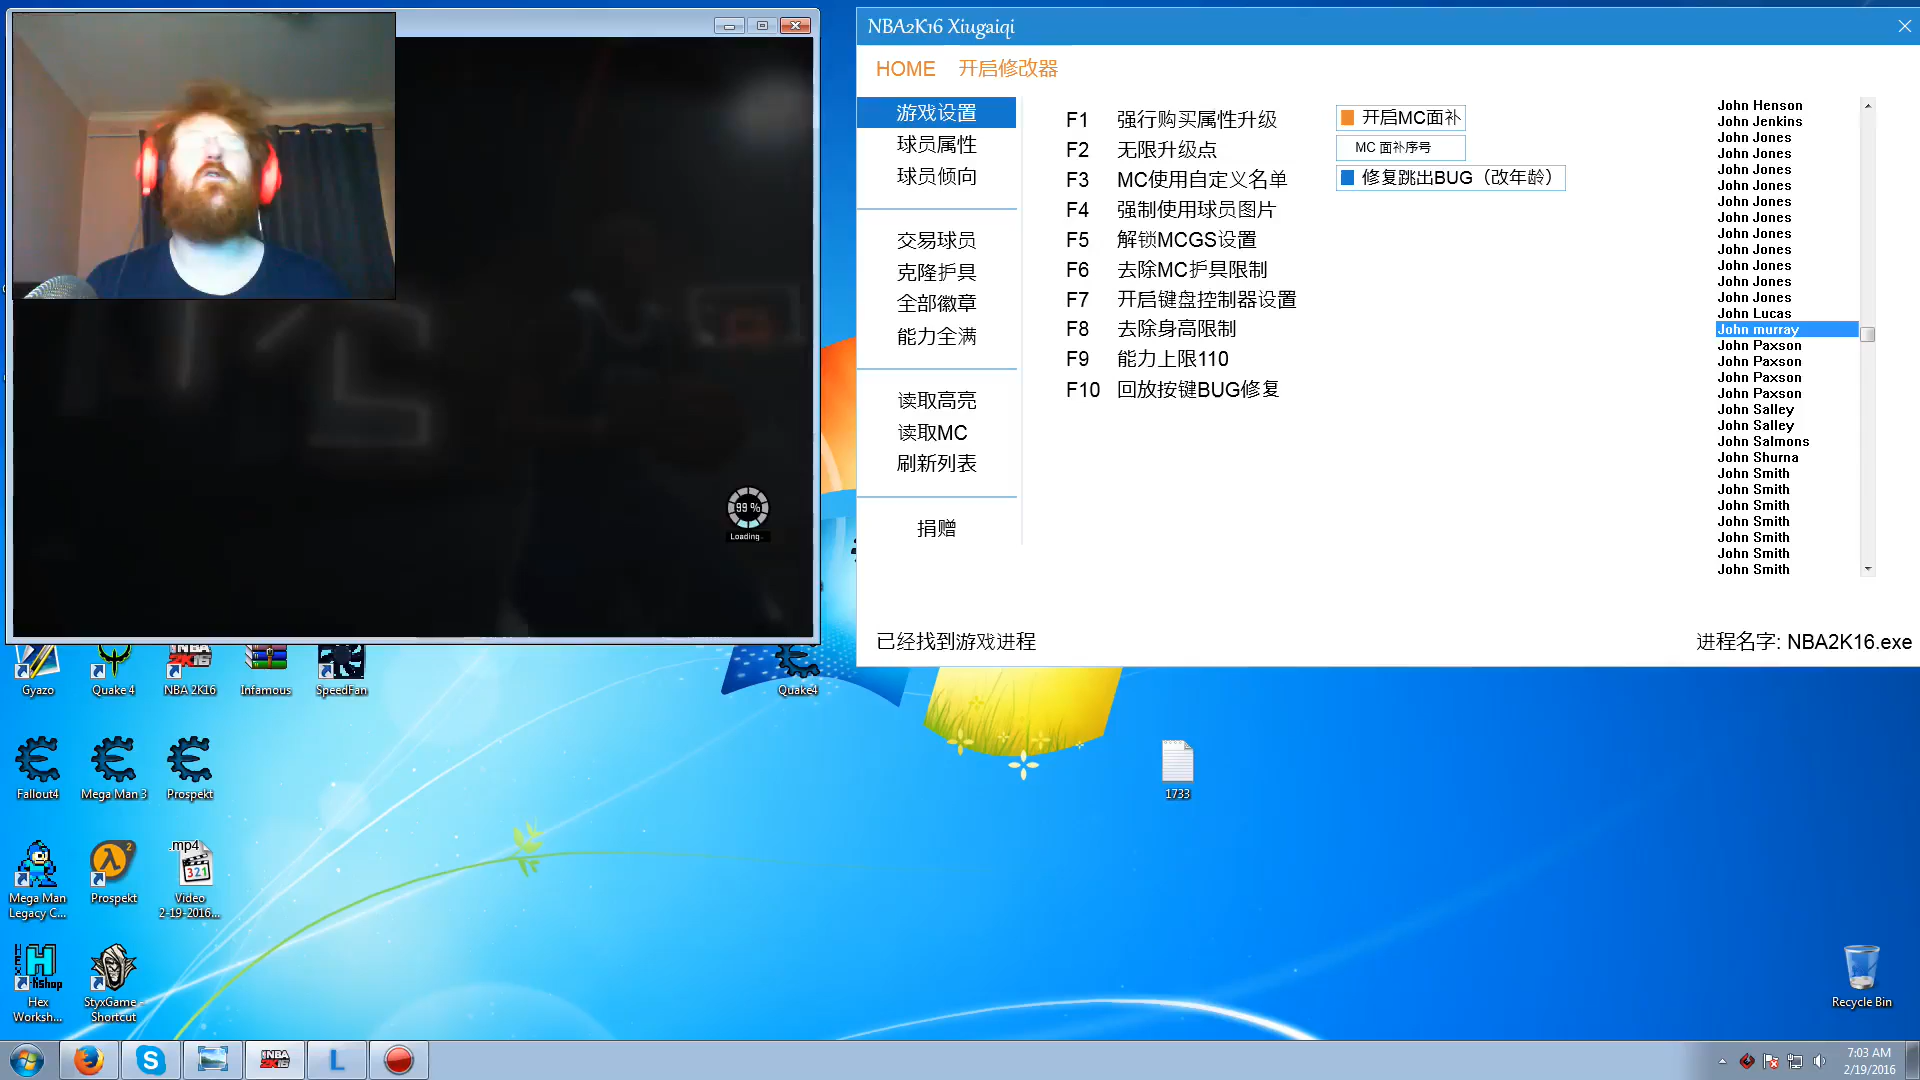 NBA2K16 Xiugaiqi
HOME 开启修改器
游戏设置
球员属性
球员倾向
交易球员
克隆护具
全部徽章
能力全满
读取高亮
读取MC
刷新列表
捐赠
F1 强行购买属性升级
F2 无限升级点
F3 MC使用自定义名单
F4 强制使用球员图片
F5 解锁MCGS设置
F6 去除MC护具限制
F7 开启键盘控制器设置
F8 去除身高限制
F9 能力上限110
F10 回放按键BUG修复
开启MC面补
MC 面补序号
修复跳出BUG（改年龄）
John Henson
John Jenkins
John Jones
John Jones
John Jones
John Jones
John Jones
John Jones
John Jones
John Jones
John Jones
John Jones
John Jones
John Lucas
John murray
John Paxson
John Paxson
John Paxson
John Paxson
John Salley
John Salley
John Salmons
John Shurna
John Smith
John Smith
John Smith
John Smith
John Smith
John Smith
John Smith
已经找到游戏进程
进程名字: NBA2K16.exe
99 %
Loading..
Gyazo
Quake 4
NBA 2K16
Infamous
SpeedFan
Quake4
Fallout4
Mega Man 3
Prospekt
1733
Mega Man
Legacy C...
Prospekt
.mp4
321
Video
2-19-2016...
Hex
Worksh...
StyxGame -
Shortcut
Recycle Bin
NBA
2K16
7:03 AM
2/19/2016